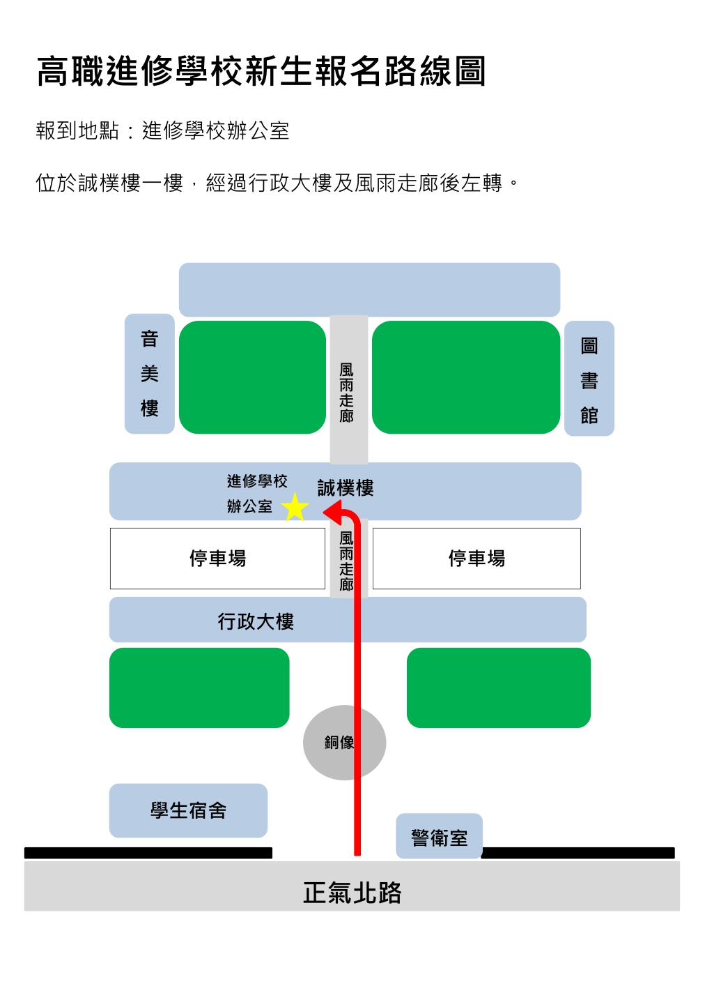 高職進修學校新生報名路線圖
報到地點：進修學校辦公室
位於誠樸樓一樓，經過行政大樓及風雨走廊後左轉。
音美樓
風雨走廊
圖書館
進修學校
辦公室
誠樸樓
停車場
風雨走廊
停車場
行政大樓
銅像
學生宿舍
警衛室
正氣北路